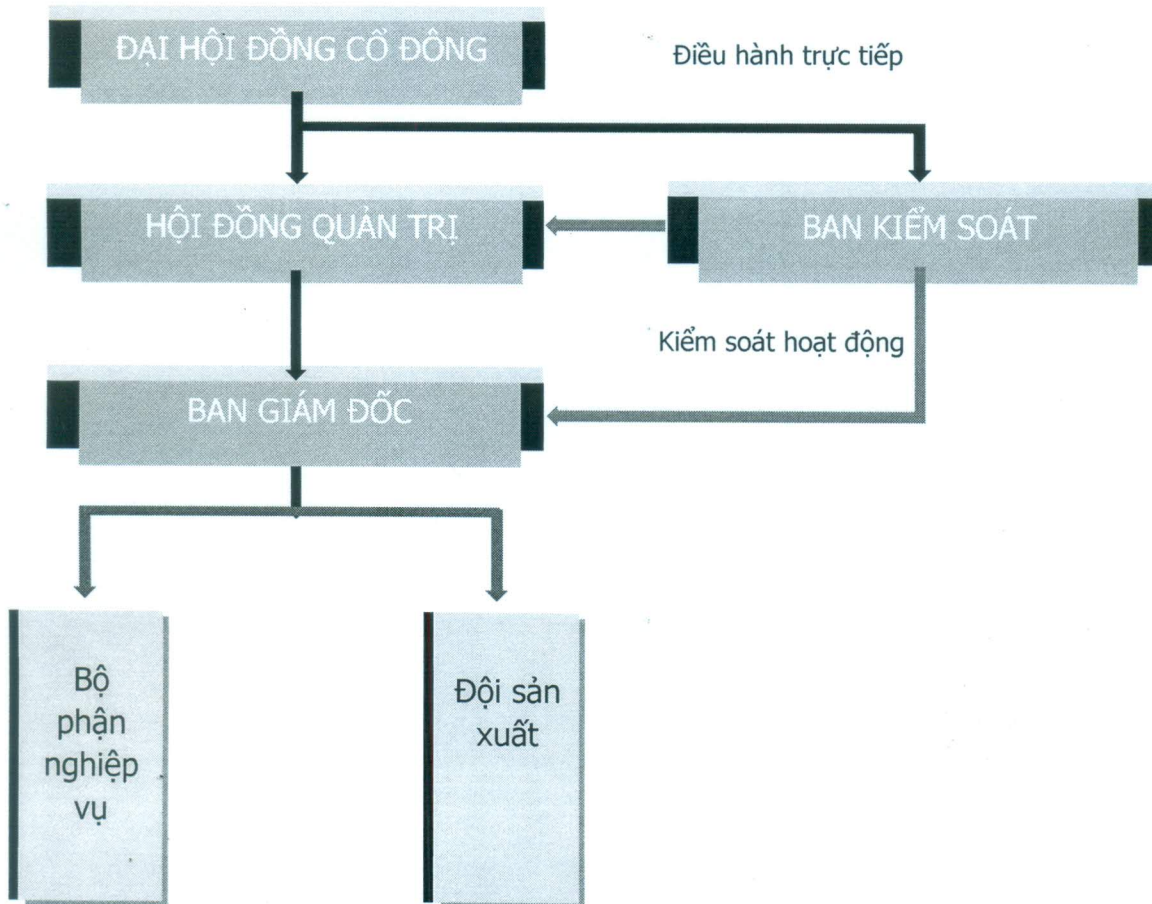 ĐẠI HỘI ĐỒNG CỔ ĐÔNG
Điều hành trực tiếp
HỘI ĐỒNG QUẢN TRỊ
BAN KIỂM SOÁT
Kiểm soát hoạt động
BAN GIÁM ĐỐC
Bộ
phận
nghiệp
vụ
Đội sản
xuất